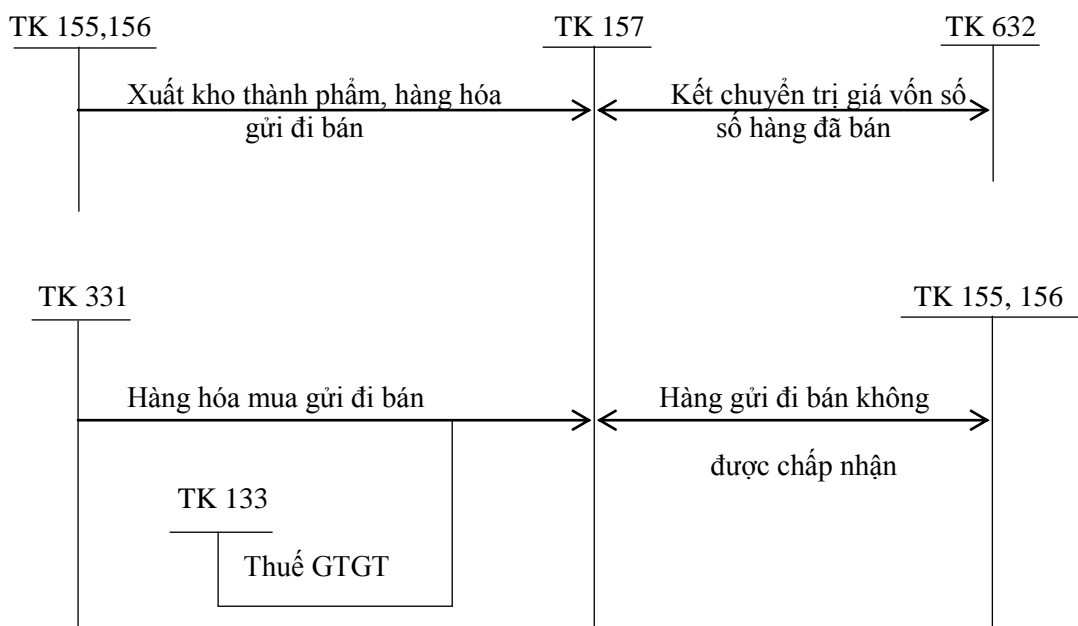 TK 155,156
TK 157
TK 632
Xuất kho thành phẩm, hàng hóa
gửi đi bán
Kết chuyển trị giá vốn số
số hàng đã bán
TK 331
TK 155, 156
Hàng hóa mua gửi đi bán
Hàng gửi đi bán không
được chấp nhận
TK 133
Thuế GTGT